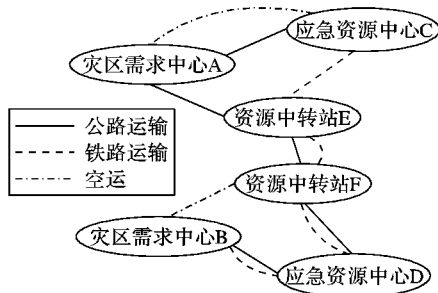 应急资源中心C
灾区需求中心A
公路运输
铁路运输
空运
资源中转站E
资源中转站F
灾区需求中心B
应急资源中心D